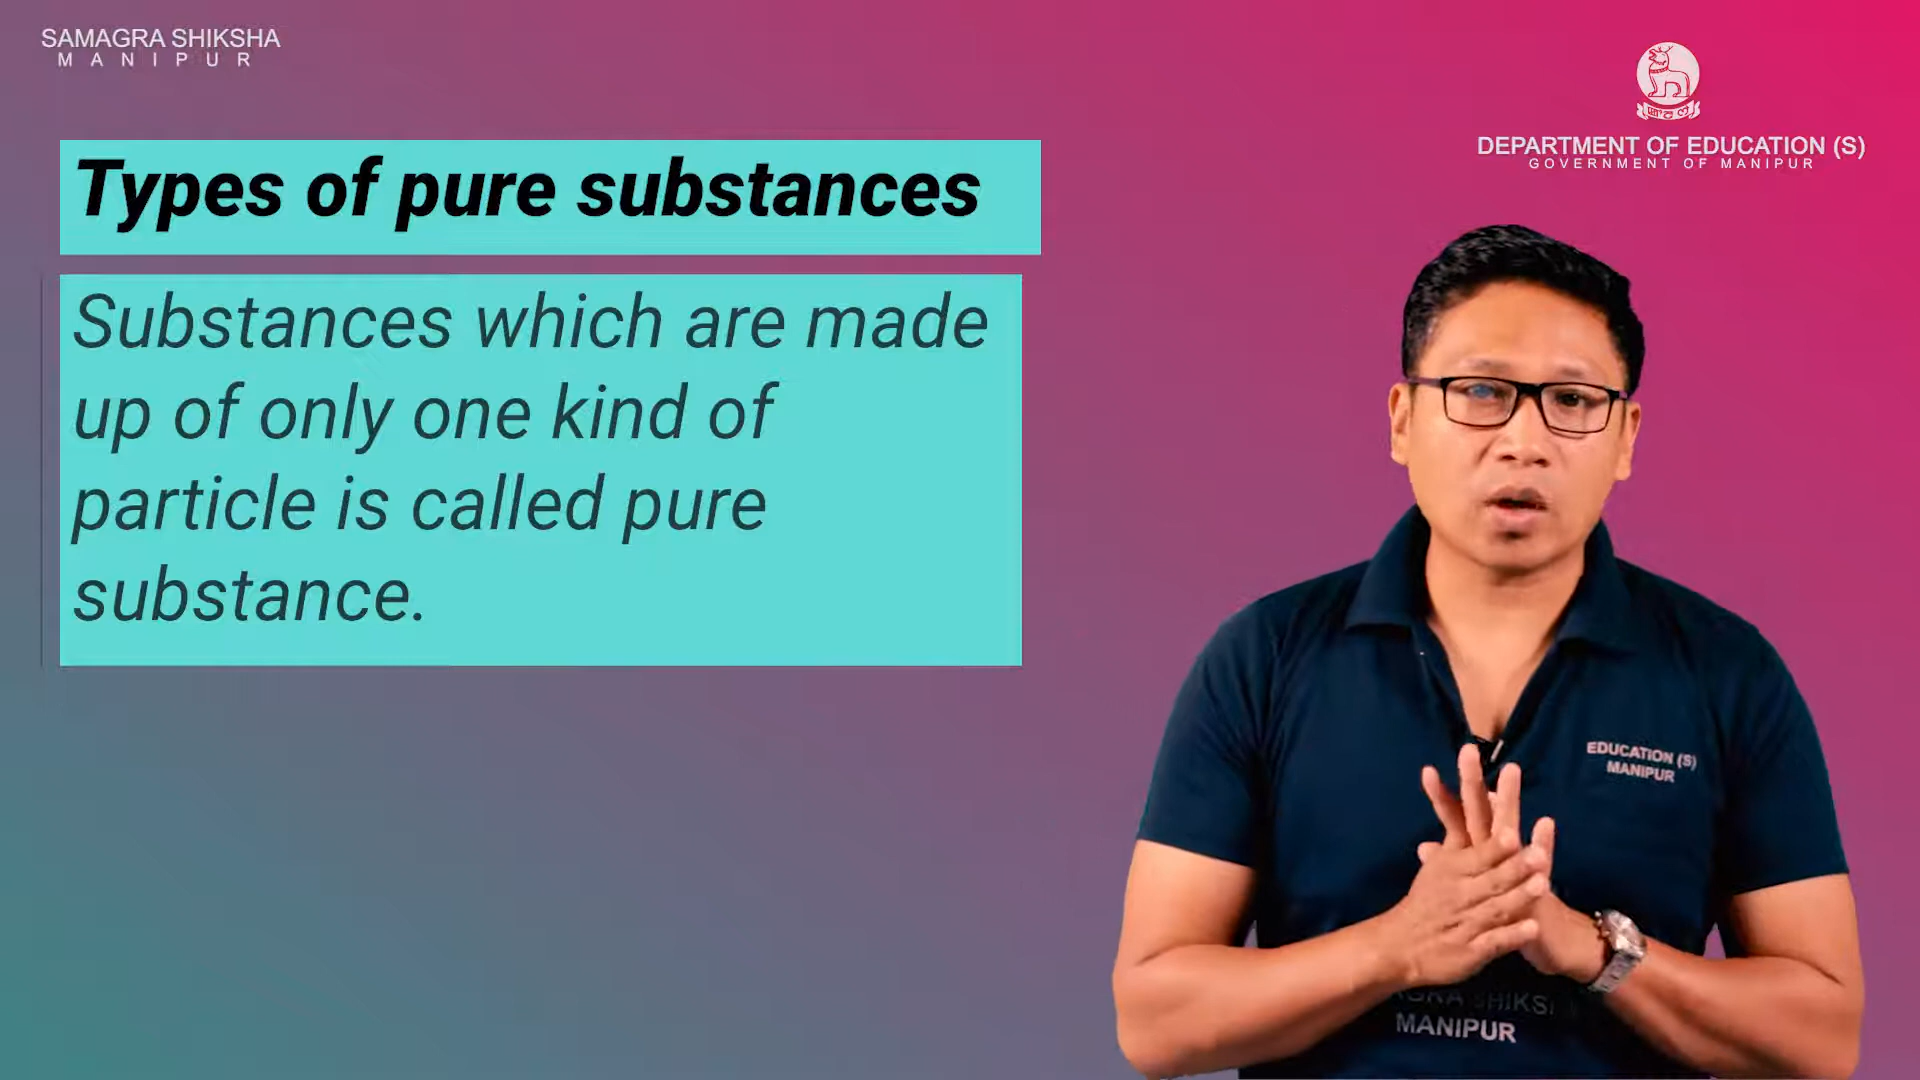 SAMAGRA SHIKSHA
MANIPUR
DEPARTMENT OF EDUCATION (S)
GOVERNMENT OF MANIPUR
Types of pure substances
Substances which are made
up of only one kind of
particle is called pure
substance.
EDUCATION (S)
MANIPUR
MANIPUR